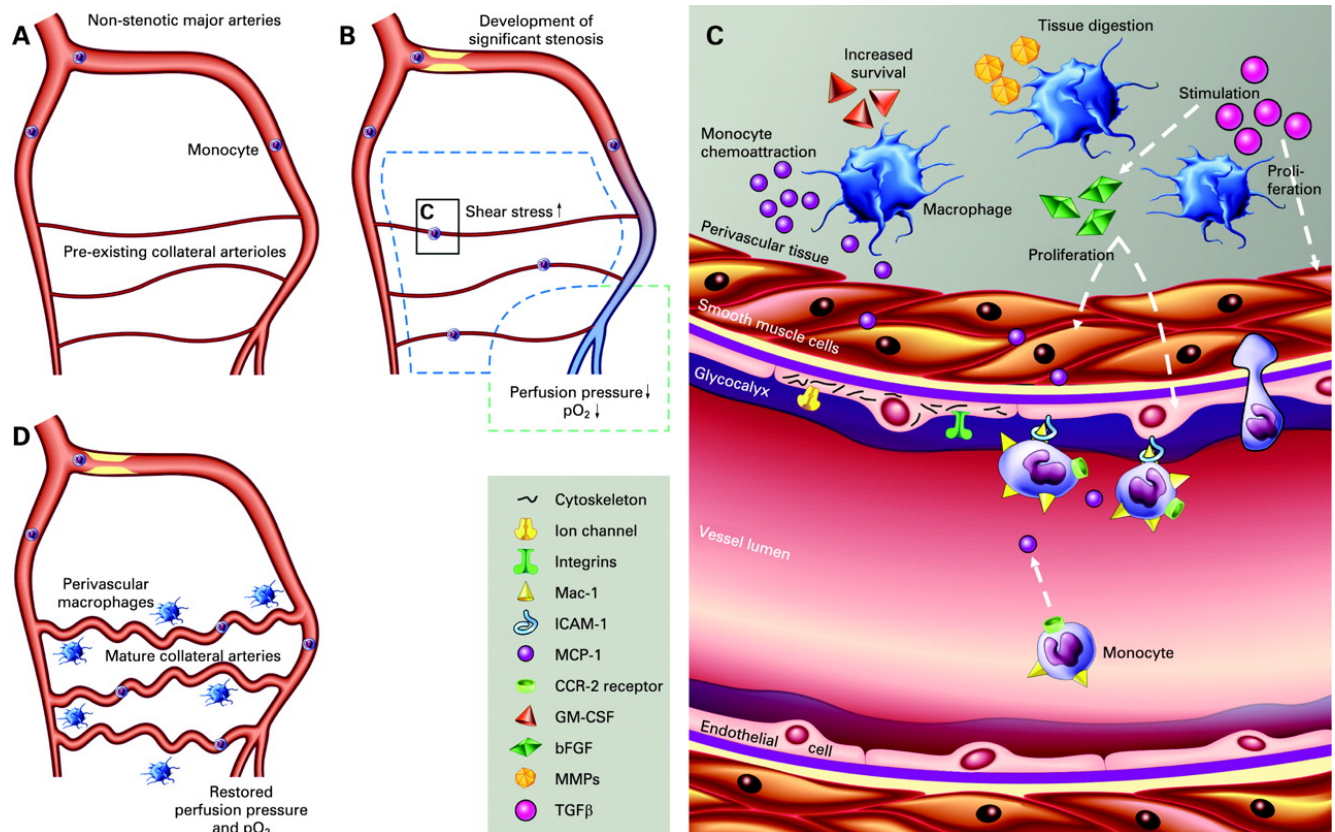 A
Non-stenotic major arteries
Monocyte
Pre-existing collateral arterioles
B
Development of
significant stenosis
C
Shear stress ↑
Perfusion pressure ↓
pO2 ↓
D
Perivascular
macrophages
Mature collateral arteries
Restored
perfusion pressure
and pO2
Cytoskeleton
Ion channel
Integrins
Mac-1
ICAM-1
MCP-1
CCR-2 receptor
GM-CSF
bFGF
MMPs
TGFβ
C
Tissue digestion
Increased
survival
Stimulation
Monocyte
chemoattraction
Macrophage
Proli-
feration
Perivascular tissue
Proliferation
Smooth muscle cells
Glycocalyx
Vessel lumen
Monocyte
Endothelial cell